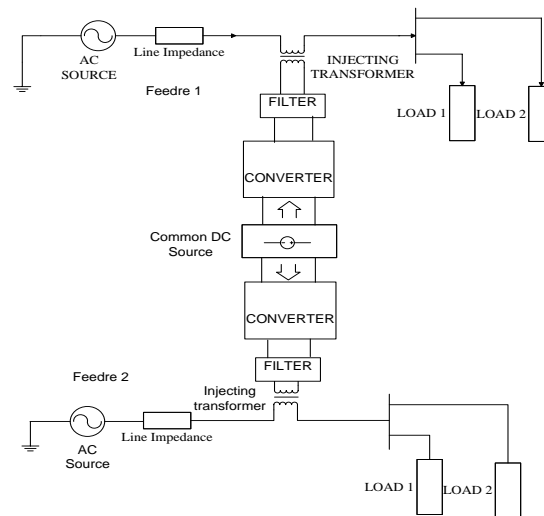 AC
SOURCE
Line Impedance
INJECTING
TRANSFORMER
Feedre 1
FILTER
LOAD 1
LOAD 2
CONVERTER
Common DC
Source
CONVERTER
FILTER
Feedre 2
Injecting
transformer
Line Impedance
AC
Source
LOAD 1
LOAD 2